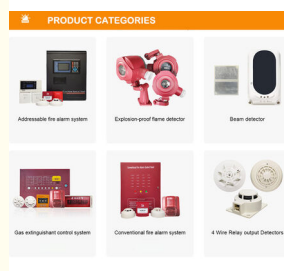 PRODUCT CATEGORIES
Addressable fire alarm system
Explosion-proof flame detector
Beam detector
Gas extinguishant control system
Conventional fire alarm system
4 Wire Relay output Detectors